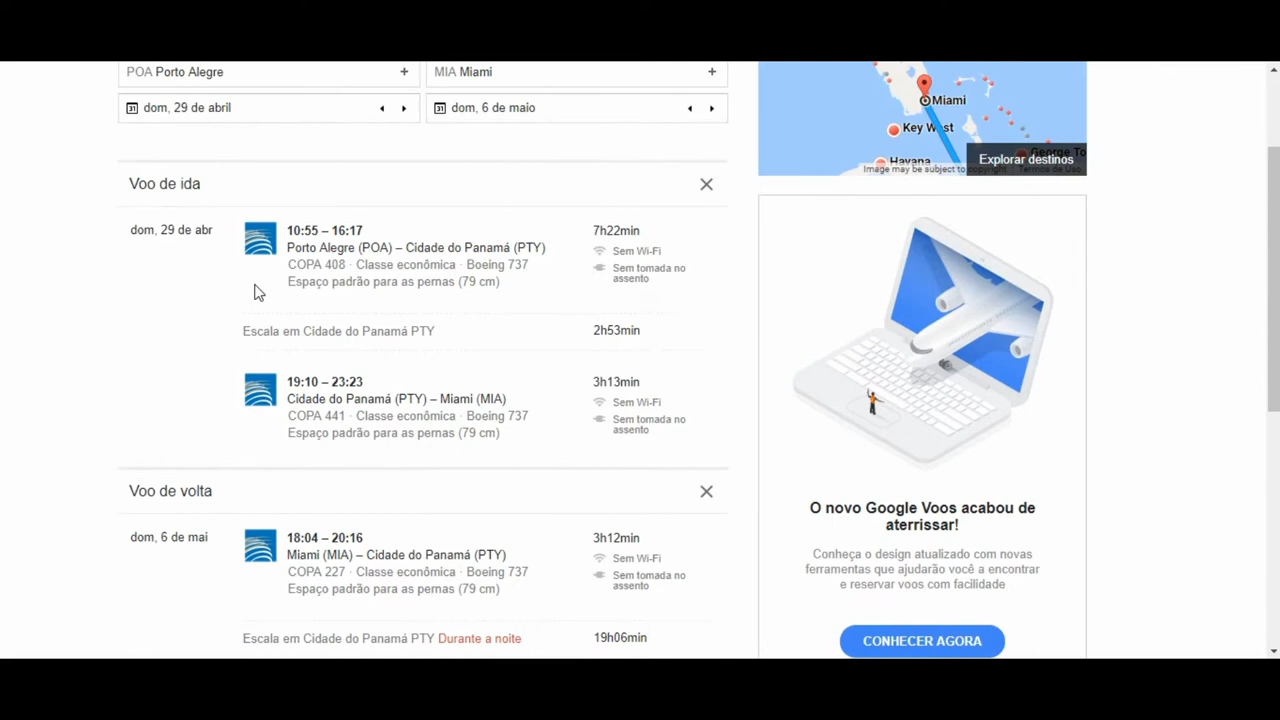 POA Porto Alegre +
MIA Miami +
31 dom, 29 de abril
31 dom, 6 de maio
Miami
Key West
Havana
George To
Explorar destinos
Image may be subject to copyright
Termos de Uso
Voo de ida
dom, 29 de abr
10:55 – 16:17
7h22min
Porto Alegre (POA) – Cidade do Panamá (PTY)
Sem Wi-Fi
COPA 408 · Classe econômica · Boeing 737
Sem tomada no
assento
Espaço padrão para as pernas (79 cm)
Escala em Cidade do Panamá PTY
2h53min
19:10 – 23:23
3h13min
Cidade do Panamá (PTY) – Miami (MIA)
Sem Wi-Fi
COPA 441 · Classe econômica · Boeing 737
Sem tomada no
assento
Espaço padrão para as pernas (79 cm)
Voo de volta
dom, 6 de mai
18:04 – 20:16
3h12min
Miami (MIA) – Cidade do Panamá (PTY)
Sem Wi-Fi
COPA 227 · Classe econômica · Boeing 737
Sem tomada no
assento
Espaço padrão para as pernas (79 cm)
Escala em Cidade do Panamá PTY Durante a noite
19h06min
O novo Google Voos acabou de
aterrissar!
Conheça o design atualizado com novas
ferramentas que ajudarão você a encontrar
e reservar voos com facilidade
CONHECER AGORA